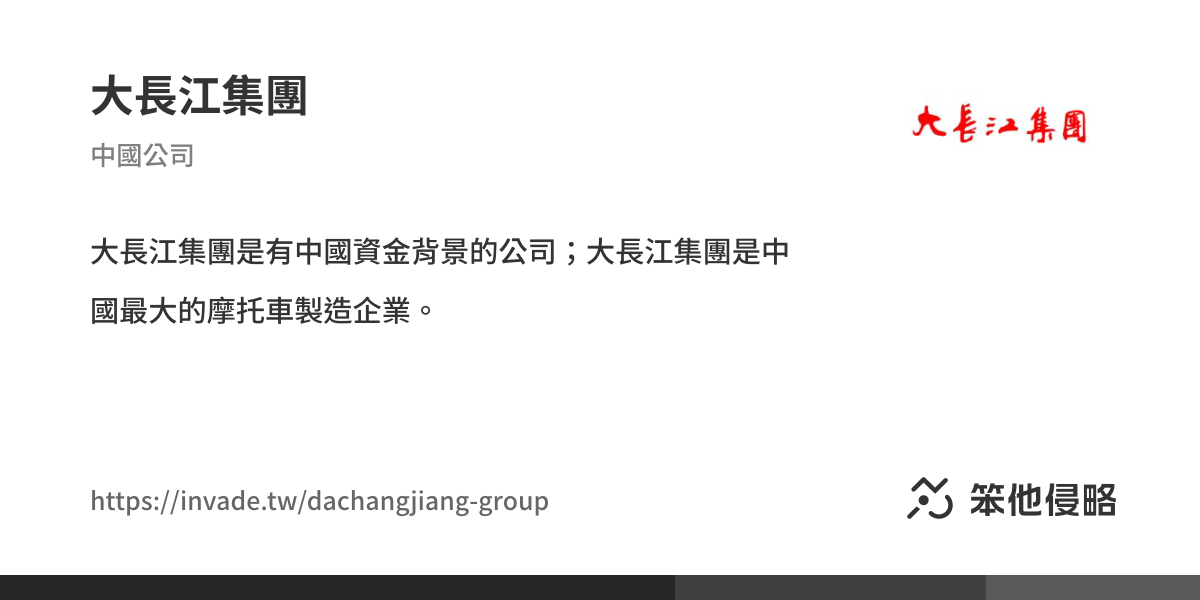 大長江集團
大長江集團
中國公司
大長江集團是有中國資金背景的公司；大長江集團是中
國最大的摩托車製造企業。
https://invade.tw/dachangjiang-group
笨他侵略